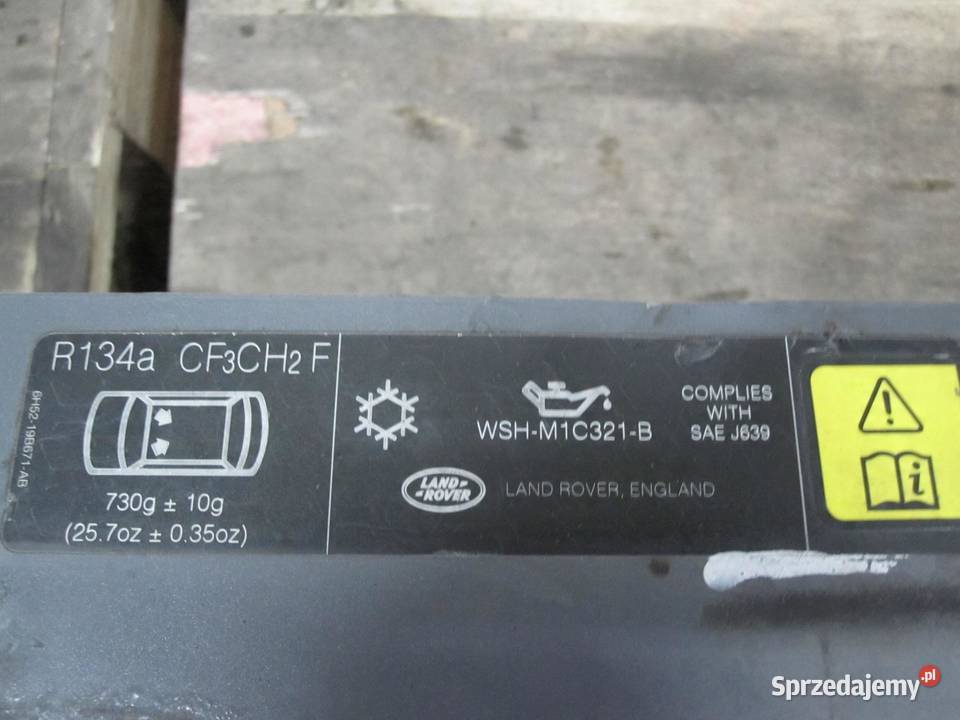 R134a CF3CH2F
6H52-19B671-AB
730g ± 10g
(25.7oz ± 0.35oz)
WSH-M1C321-B
COMPLIES
WITH
SAE J639
LAND-
-ROVER
LAND ROVER, ENGLAND
Sprzedajemy.pl